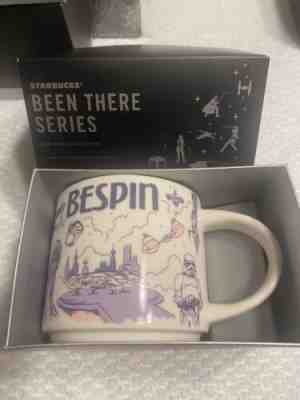 STARBUCKS®
BEEN THERE
SERIES
BESPIN